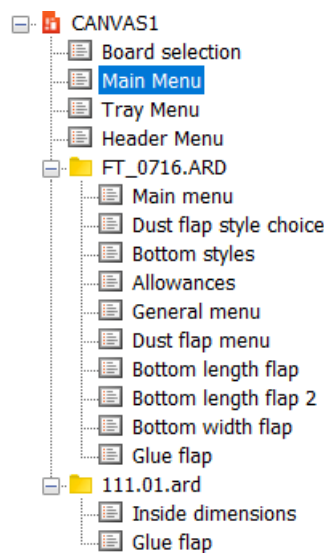 CANVAS1
Board selection
Main Menu
Tray Menu
Header Menu
FT_0716.ARD
Main menu
Dust flap style choice
Bottom styles
Allowances
General menu
Dust flap menu
Bottom length flap
Bottom length flap 2
Bottom width flap
Glue flap
111.01.ard
Inside dimensions
Glue flap